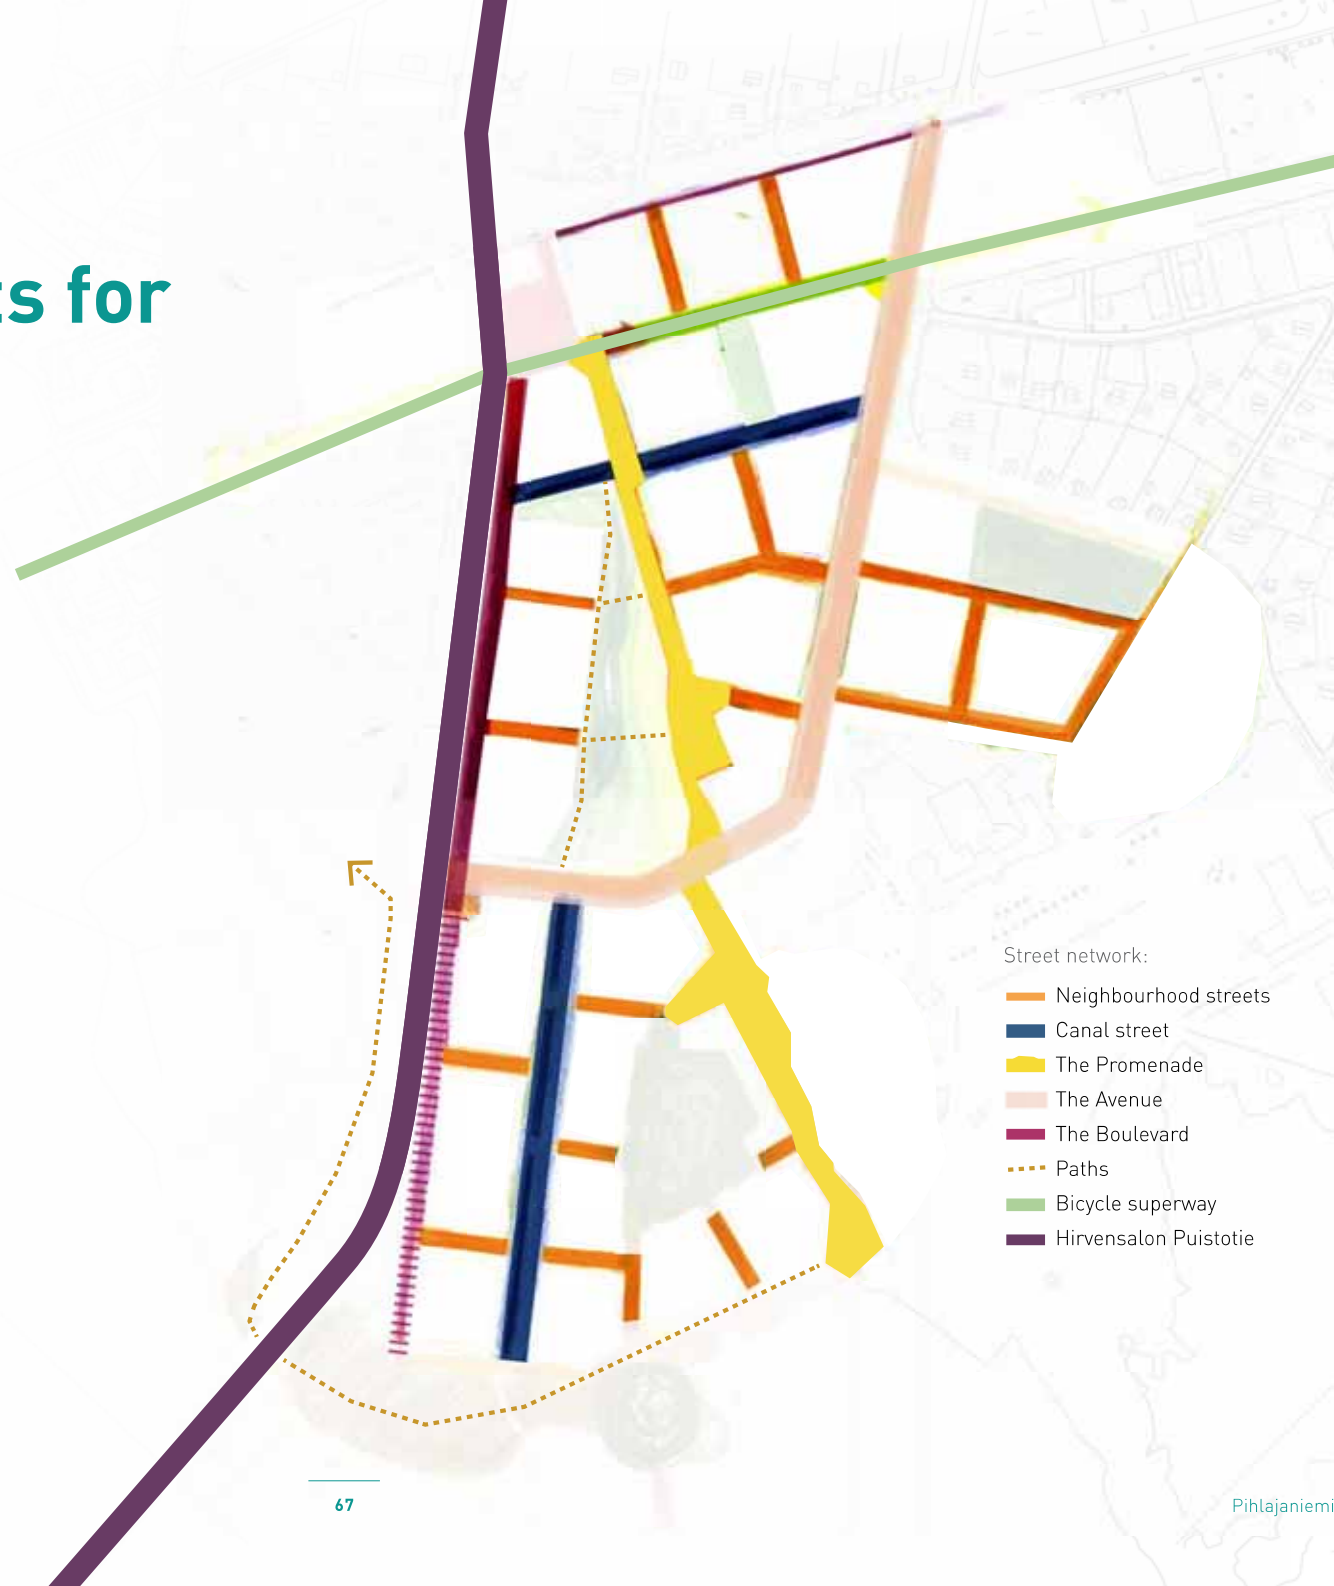 ts for
Street network:
Neighbourhood streets
Canal street
The Promenade
The Avenue
The Boulevard
Paths
Bicycle superway
Hirvensalon Puistotie
67
Pihlajaniemi